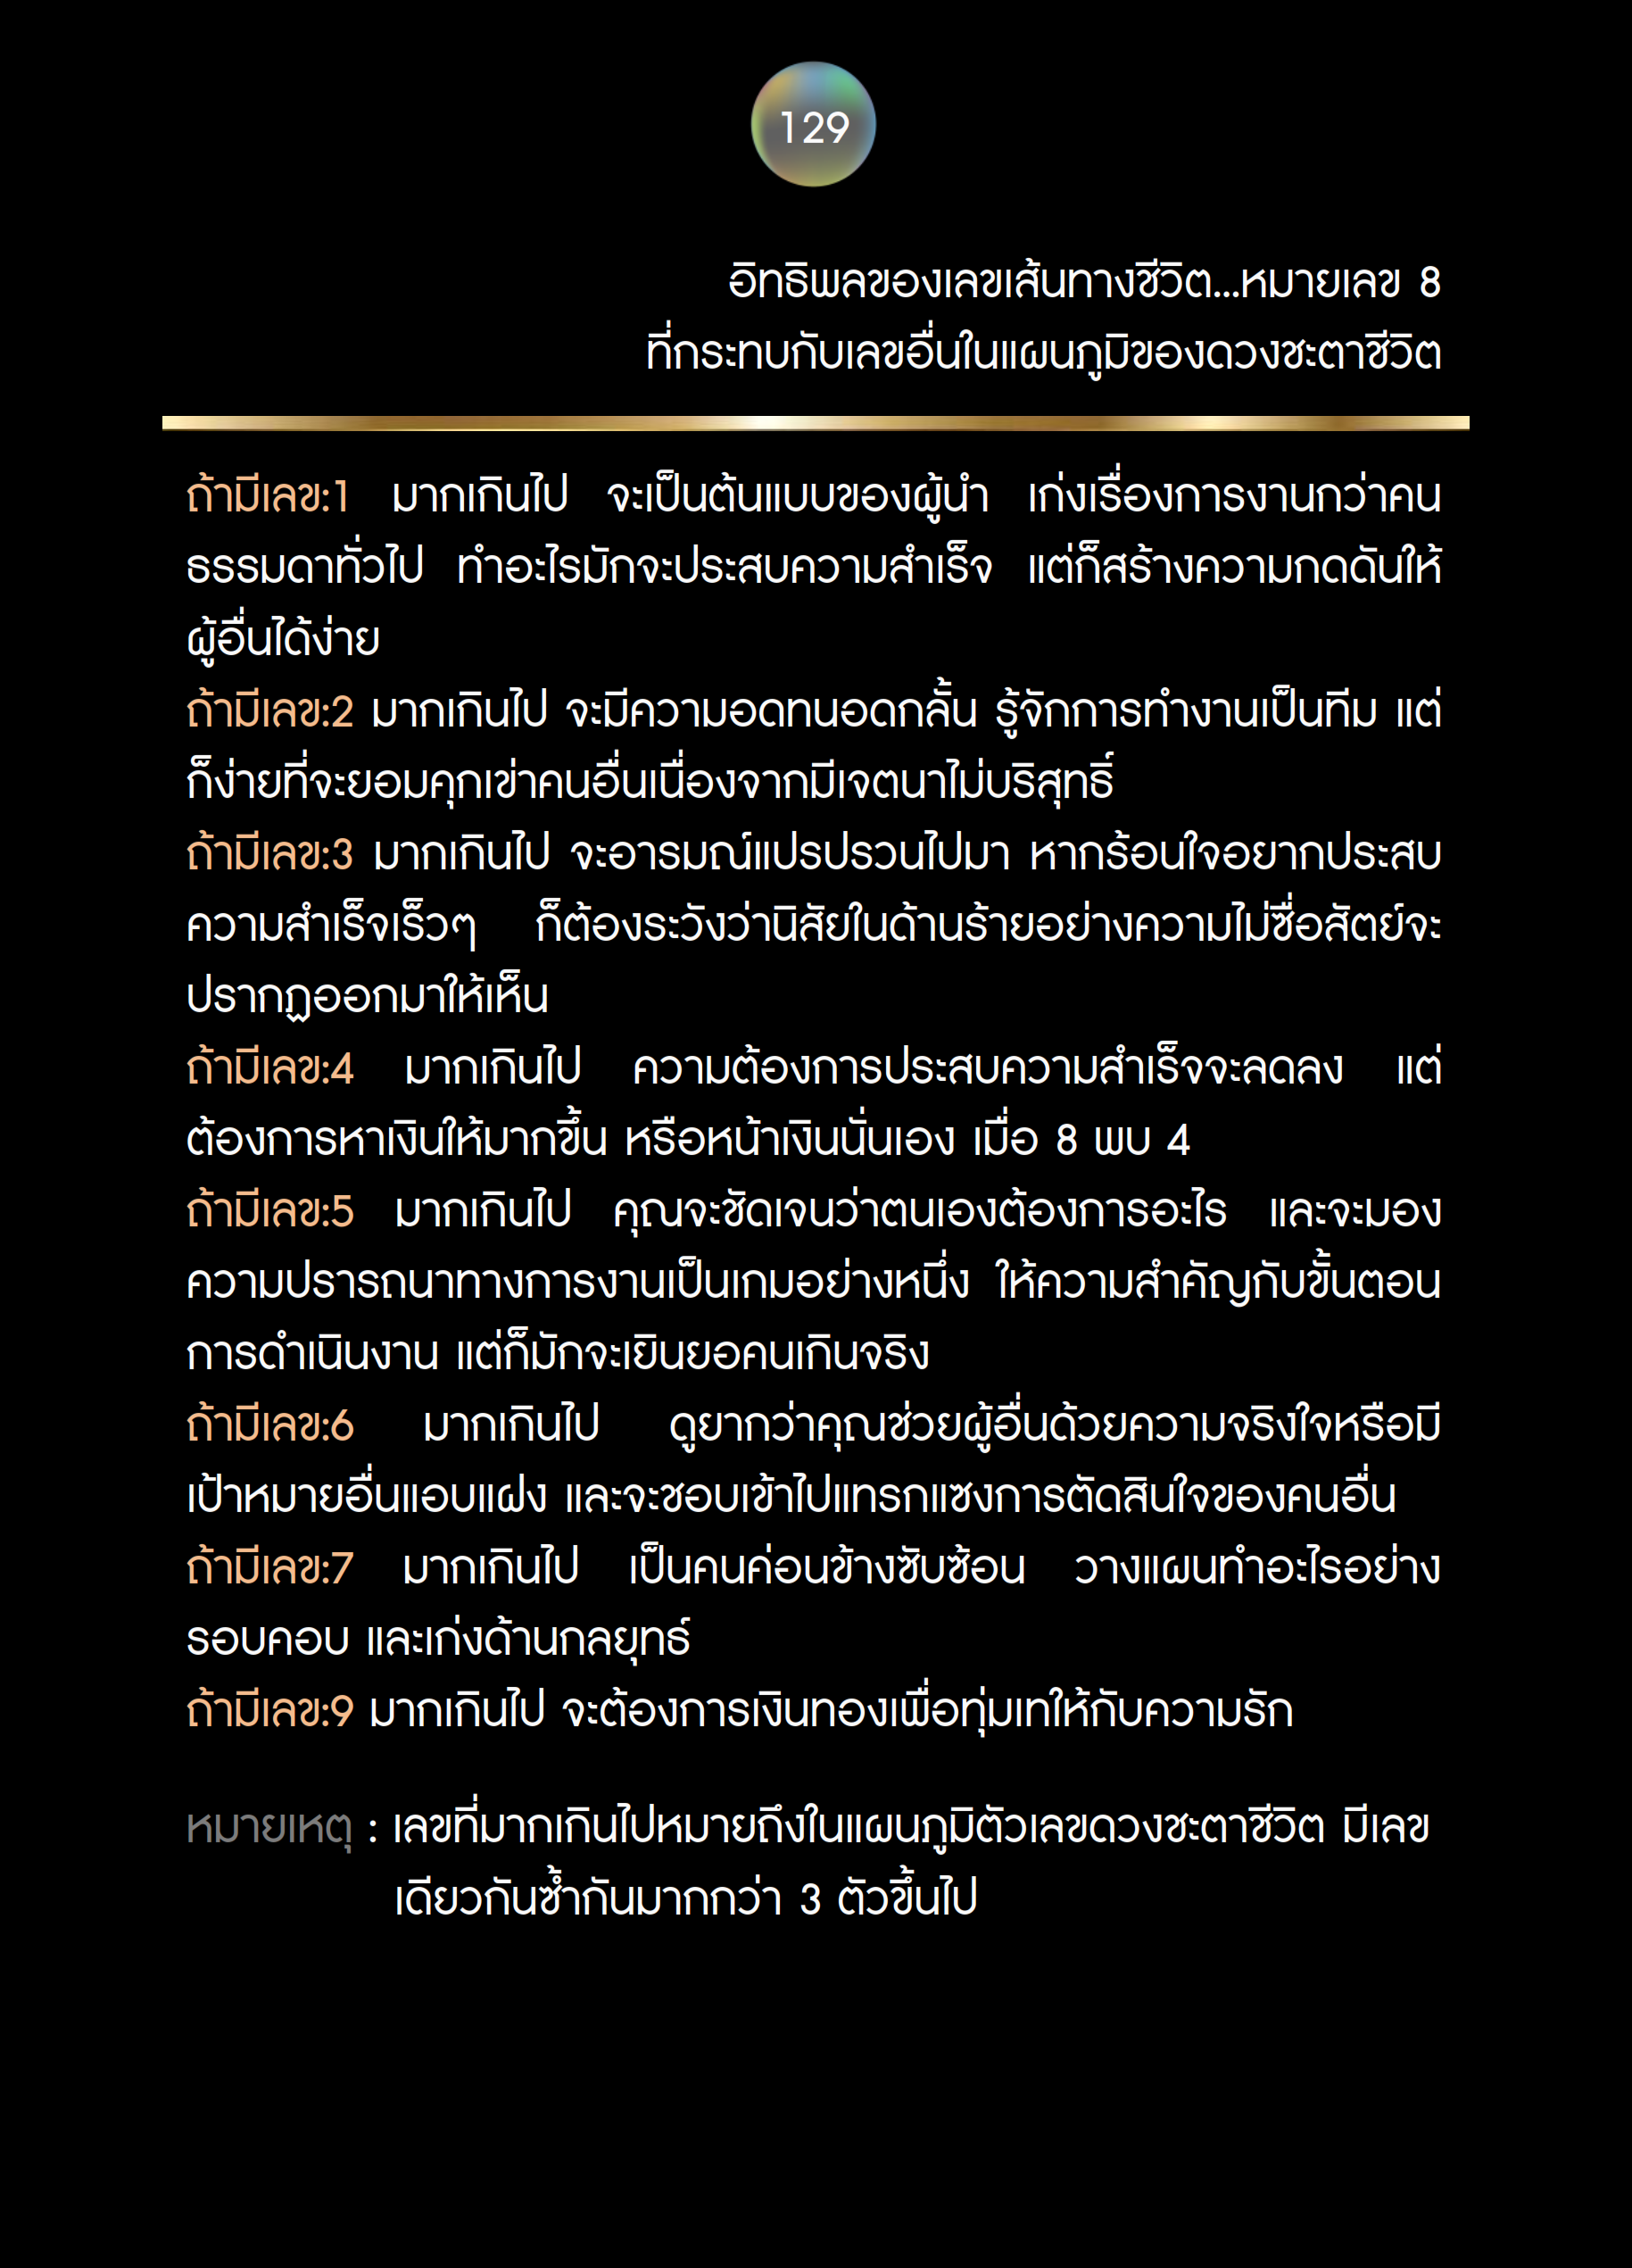 129
อิทธิพลของเลขเส้นทางชีวิต...หมายเลข 8
ที่กระทบกับเลขอื่นในแผนภูมิของดวงชะตาชีวิต
ถ้ามีเลข:1 มากเกินไป จะเป็นต้นแบบของผู้นำ เก่งเรื่องการงานกว่าคน
ธรรมดาทั่วไป ทำอะไรมักจะประสบความสำเร็จ แต่ก็สร้างความกดดันให้
ผู้อื่นได้ง่าย
ถ้ามีเลข:2 มากเกินไป จะมีความอดทนอดกลั้น รู้จักการทำงานเป็นทีม แต่
ก็ง่ายที่จะยอมคุกเข่าคนอื่นเนื่องจากมีเจตนาไม่บริสุทธิ์
ถ้ามีเลข:3 มากเกินไป จะอารมณ์แปรปรวนไปมา หากร้อนใจอยากประสบ
ความสำเร็จเร็วๆ ก็ต้องระวังว่านิสัยในด้านร้ายอย่างความไม่ซื่อสัตย์จะ
ปรากฏออกมาให้เห็น
ถ้ามีเลข:4 มากเกินไป ความต้องการประสบความสำเร็จจะลดลง แต่
ต้องการหาเงินให้มากขึ้น หรือหน้าเงินนั่นเอง เมื่อ 8 พบ 4
ถ้ามีเลข:5 มากเกินไป คุณจะชัดเจนว่าตนเองต้องการอะไร และจะมอง
ความปรารถนาทางการงานเป็นเกมอย่างหนึ่ง ให้ความสำคัญกับขั้นตอน
การดำเนินงาน แต่ก็มักจะเยินยอคนเกินจริง
ถ้ามีเลข:6 มากเกินไป ดูยากว่าคุณช่วยผู้อื่นด้วยความจริงใจหรือมี
เป้าหมายอื่นแอบแฝง และจะชอบเข้าไปแทรกแซงการตัดสินใจของคนอื่น
ถ้ามีเลข:7 มากเกินไป เป็นคนค่อนข้างซับซ้อน วางแผนทำอะไรอย่าง
รอบคอบ และเก่งด้านกลยุทธ์
ถ้ามีเลข:9 มากเกินไป จะต้องการเงินทองเพื่อทุ่มเทให้กับความรัก
หมายเหตุ : เลขที่มากเกินไปหมายถึงในแผนภูมิตัวเลขดวงชะตาชีวิต มีเลข
เดียวกันซ้ำกันมากกว่า 3 ตัวขึ้นไป